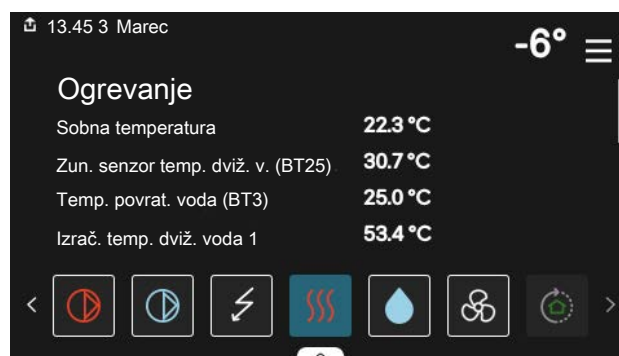 13.45 3 Marec
-6°
Ogrevanje
Sobna temperatura 22.3 °C
Zun. senzor temp. dviž. v. (BT25) 30.7 °C
Temp. povrat. voda (BT3) 25.0 °C
Izrač. temp. dviž. voda 1 53.4 °C